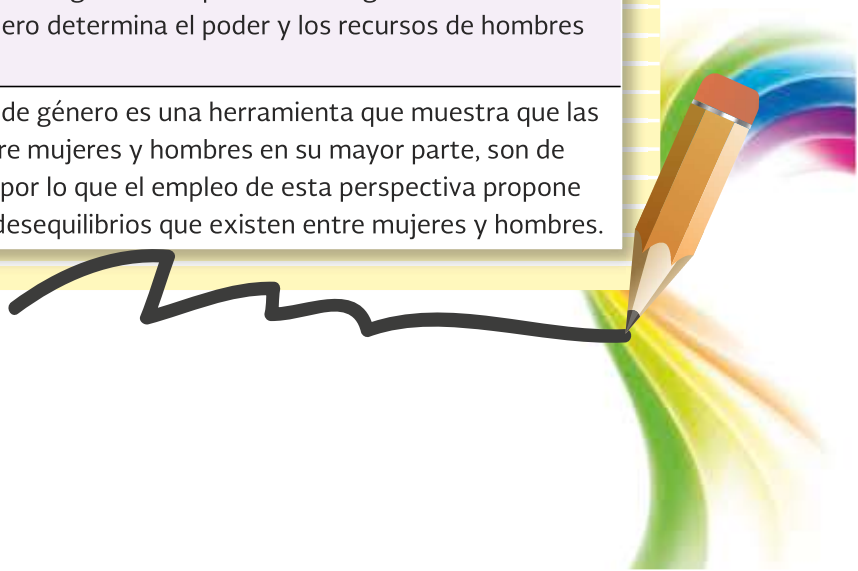 ero determina el poder y los recursos de hombres
de género es una herramienta que muestra que las
re mujeres y hombres en su mayor parte, son de
por lo que el empleo de esta perspectiva propone
desequilibrios que existen entre mujeres y hombres.